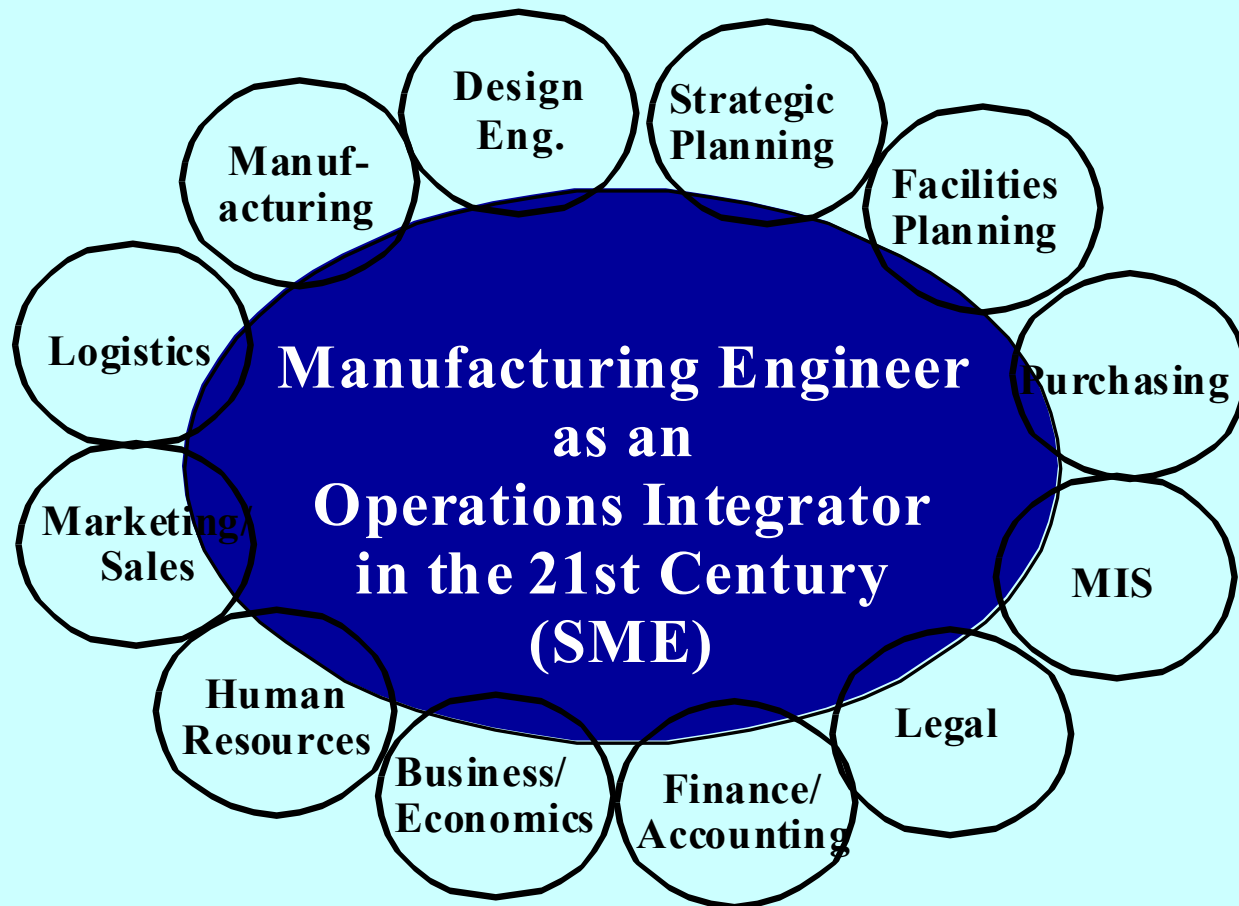 Design
Eng.
Strategic
Planning
Manuf-
acturing
Facilities
Planning
Logistics
Purchasing
Manufacturing Engineer
as an
Operations Integrator
in the 21st Century
(SME)
Marketing/
Sales
MIS
Human
Resources
Legal
Business/
Economics
Finance/
Accounting